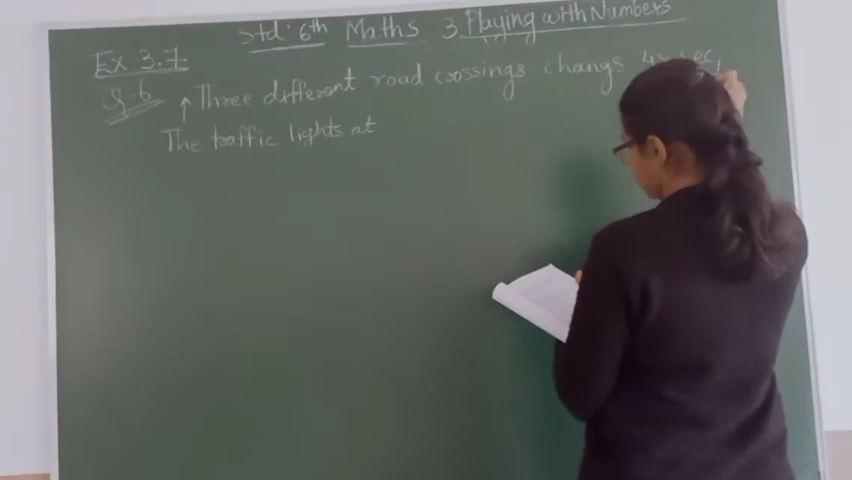 Std: 6th Maths 3. Playing with Numbers
Ex 3.7
Q-6 ↑ Three different road crossings changs 48 sec,
The traffic lights at